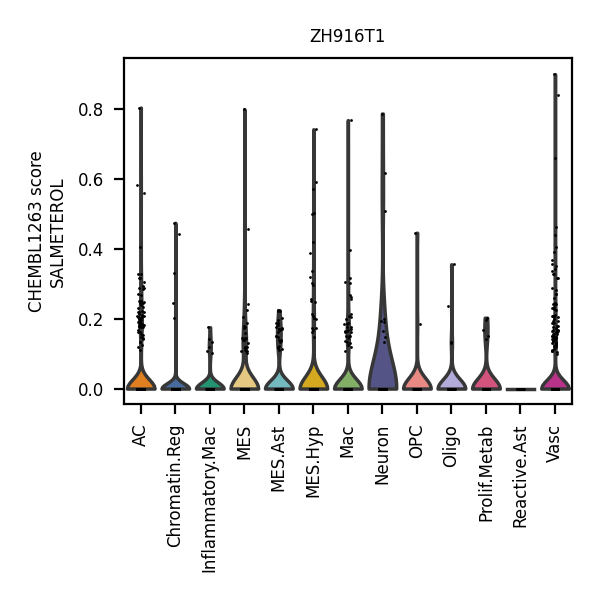 ZH916T1
CHEMBL1263 score
SALMETEROL
0.8
0.6
0.4
0.2
0.0
AC
Chromatin.Reg
Inflammatory.Mac
MES
MES.Ast
MES.Hyp
Mac
Neuron
OPC
Oligo
Prolif.Metab
Reactive.Ast
Vasc